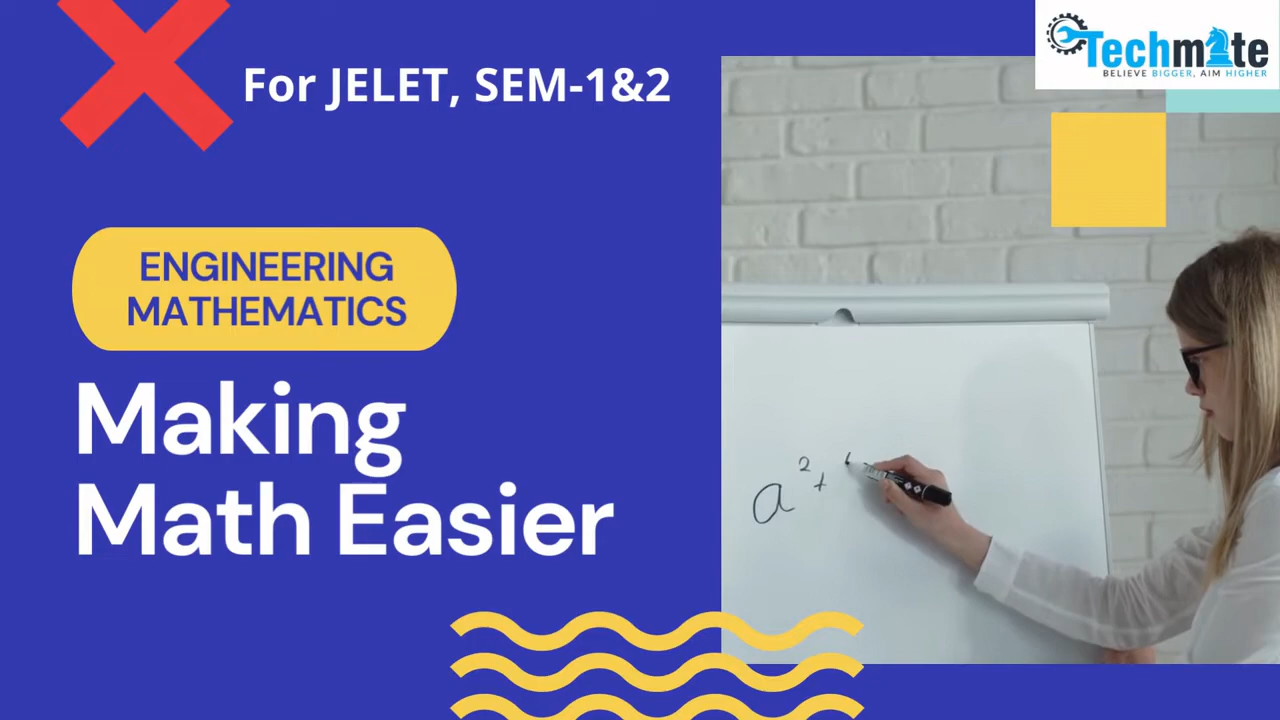 For JELET, SEM-1&2
Techmate
BELIEVE BIGGER, AIM HIGHER
ENGINEERING
MATHEMATICS
Making
Math Easier
a² +